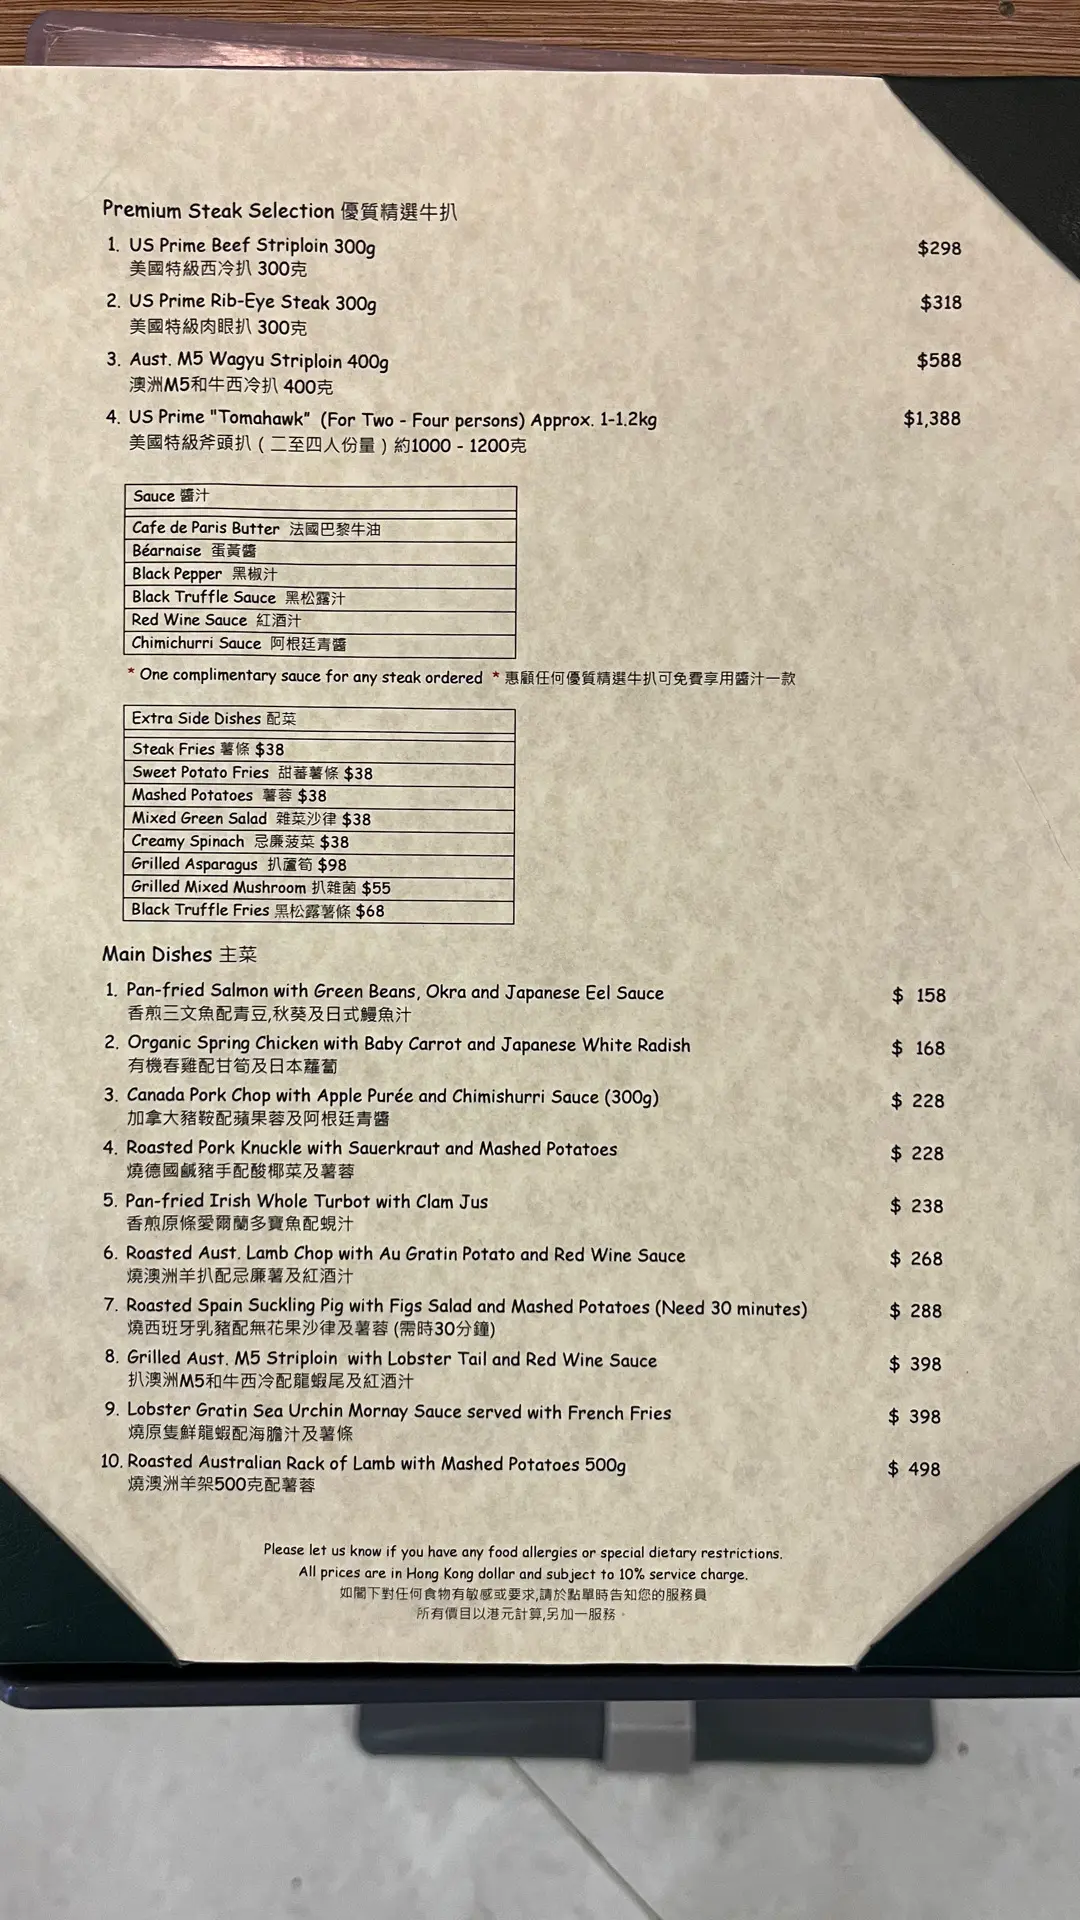 Premium Steak Selection 優質精選牛扒
1. US Prime Beef Striploin 300g $298
美國特級西冷扒 300克
2. US Prime Rib-Eye Steak 300g $318
美國特級肉眼扒 300克
3. Aust. M5 Wagyu Striploin 400g $588
澳洲M5和牛西冷扒 400克
4. US Prime "Tomahawk" (For Two - Four persons) Approx. 1-1.2kg $1,388
美國特級斧頭扒 ( 二至四人份量 ) 約1000 - 1200克
Sauce 醬汁
Cafe de Paris Butter 法國巴黎牛油
Béarnaise 蛋黃醬
Black Pepper 黑椒汁
Black Truffle Sauce 黑松露汁
Red Wine Sauce 紅酒汁
Chimichurri Sauce 阿根廷青醬
* One complimentary sauce for any steak ordered * 惠顧任何優質精選牛扒可免費享用醬汁一款
Extra Side Dishes 配菜
Steak Fries 薯條 $38
Sweet Potato Fries 甜蕃薯條 $38
Mashed Potatoes 薯蓉 $38
Mixed Green Salad 雜菜沙律 $38
Creamy Spinach 忌廉菠菜 $38
Grilled Asparagus 扒蘆筍 $98
Grilled Mixed Mushroom 扒雜菌 $55
Black Truffle Fries 黑松露薯條 $68
Main Dishes 主菜
1. Pan-fried Salmon with Green Beans, Okra and Japanese Eel Sauce $ 158
香煎三文魚配青豆,秋葵及日式鰻魚汁
2. Organic Spring Chicken with Baby Carrot and Japanese White Radish $ 168
有機春雞配甘筍及日本蘿蔔
3. Canada Pork Chop with Apple Purée and Chimishurri Sauce (300g) $ 228
加拿大豬鞍配蘋果蓉及阿根廷青醬
4. Roasted Pork Knuckle with Sauerkraut and Mashed Potatoes $ 228
燒德國鹹豬手配酸椰菜及薯蓉
5. Pan-fried Irish Whole Turbot with Clam Jus $ 238
香煎原條愛爾蘭多寶魚配蜆汁
6. Roasted Aust. Lamb Chop with Au Gratin Potato and Red Wine Sauce $ 268
燒澳洲羊扒配忌廉薯及紅酒汁
7. Roasted Spain Suckling Pig with Figs Salad and Mashed Potatoes (Need 30 minutes) $ 288
燒西班牙乳豬配無花果沙律及薯蓉 (需時30分鐘)
8. Grilled Aust. M5 Striploin with Lobster Tail and Red Wine Sauce $ 398
扒澳洲M5和牛西冷配龍蝦尾及紅酒汁
9. Lobster Gratin Sea Urchin Mornay Sauce served with French Fries $ 398
燒原隻鮮龍蝦配海膽汁及薯條
10. Roasted Australian Rack of Lamb with Mashed Potatoes 500g $ 498
燒澳洲羊架500克配薯蓉
Please let us know if you have any food allergies or special dietary restrictions.
All prices are in Hong Kong dollar and subject to 10% service charge.
如閣下對任何食物有敏感或要求,請於點單時告知您的服務員
所有價目以港元計算,另加一服務。